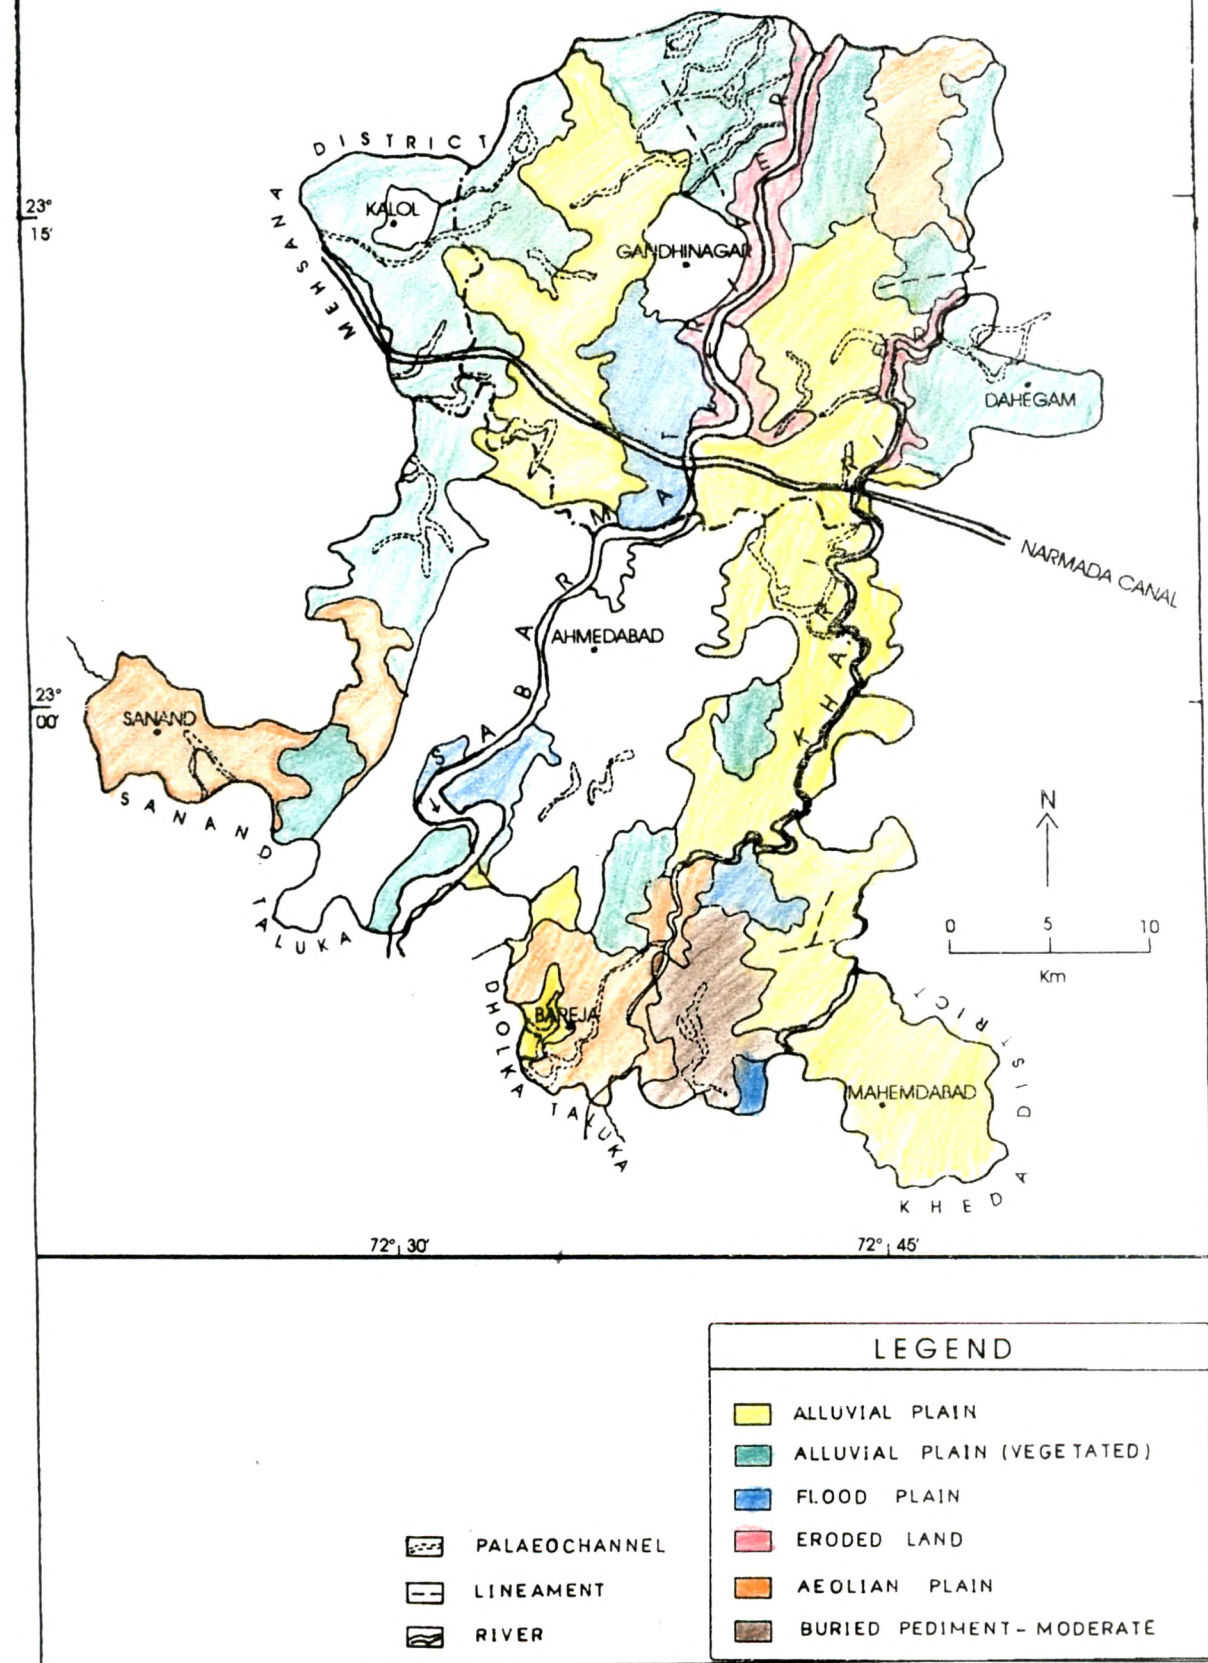 DISTRICT
MEHSANA
KALOL
23°
15'
GANDHINAGAR
SABARMATI RIVER
DAHEGAM
NARMADA CANAL
AHMEDABAD
KHARI R
23°
00'
SANAND
SANAND TALUKA
N
0 5 10
Km
BAREJA
DHOLKA TALUKA
MAHEMDABAD
KHEDA DISTRICT
72° 30' 72° 45'
LEGEND
ALLUVIAL PLAIN
ALLUVIAL PLAIN (VEGETATED)
FLOOD PLAIN
ERODED LAND
AEOLIAN PLAIN
BURIED PEDIMENT - MODERATE
PALAEOCHANNEL
LINEAMENT
RIVER